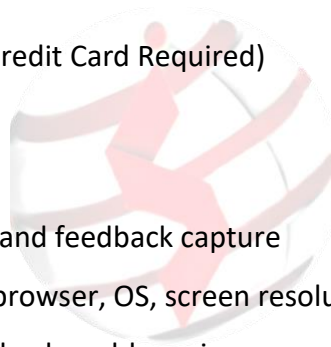 redit Card Required)
and feedback capture
browser, OS, screen resolu